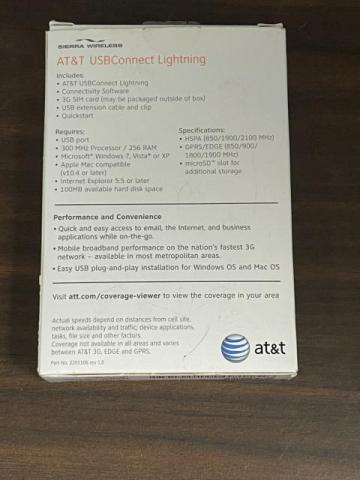 SIERRA WIRELESS
AT&T USBConnect Lightning
Includes:
• AT&T USBConnect Lightning
• Connectivity Software
• 3G SIM card (may be packaged outside of box)
• USB extension cable and clip
• Quickstart
Requires:
• USB port
• 300 MHz Processor / 256 RAM
• Microsoft® Windows 7, Vista® or XP
• Apple Mac compatible
(v10.4 or later)
• Internet Explorer 5.5 or later
• 100MB available hard disk space
Specifications:
• HSPA (850/1900/2100 MHz)
• GPRS/EDGE (850/900/
1800/1900 MHz)
• microSD™ slot for
additional storage
Performance and Convenience
• Quick and easy access to email, the Internet, and business
applications while on-the-go.
• Mobile broadband performance on the nation's fastest 3G
network – available in most metropolitan areas.
• Easy USB plug-and-play installation for Windows OS and Mac OS
Visit att.com/coverage-viewer to view the coverage in your area
Actual speeds depend on distances from cell site,
network availability and traffic, device applications,
tasks, file size and other factors.
Coverage not available in all areas and varies
between AT&T 3G, EDGE and GPRS.
Part No. 2201106 rev 1.0
at&t